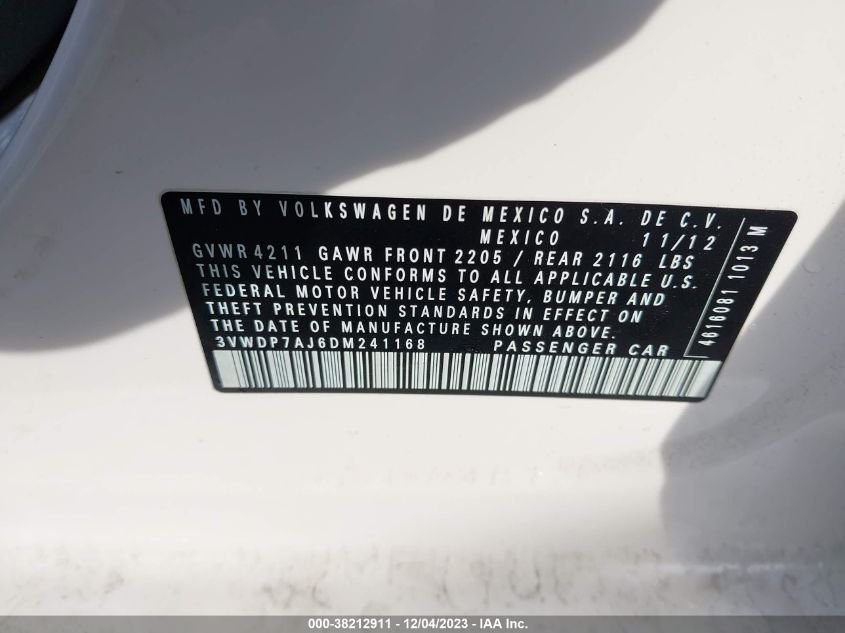 MFD BY VOLKSWAGEN DE MEXICO S.A. DE C.V.
MEXICO 11/12
GVWR 4211 GAWR FRONT 2205 / REAR 2116 LBS
THIS VEHICLE CONFORMS TO ALL APPLICABLE U.S.
FEDERAL MOTOR VEHICLE SAFETY, BUMPER AND
THEFT PREVENTION STANDARDS IN EFFECT ON
THE DATE OF MANUFACTURE SHOWN ABOVE.
3VWDP7AJ6DM241168 PASSENGER CAR
4616081 1013 M
000-38212911 - 12/04/2023 - IAA Inc.